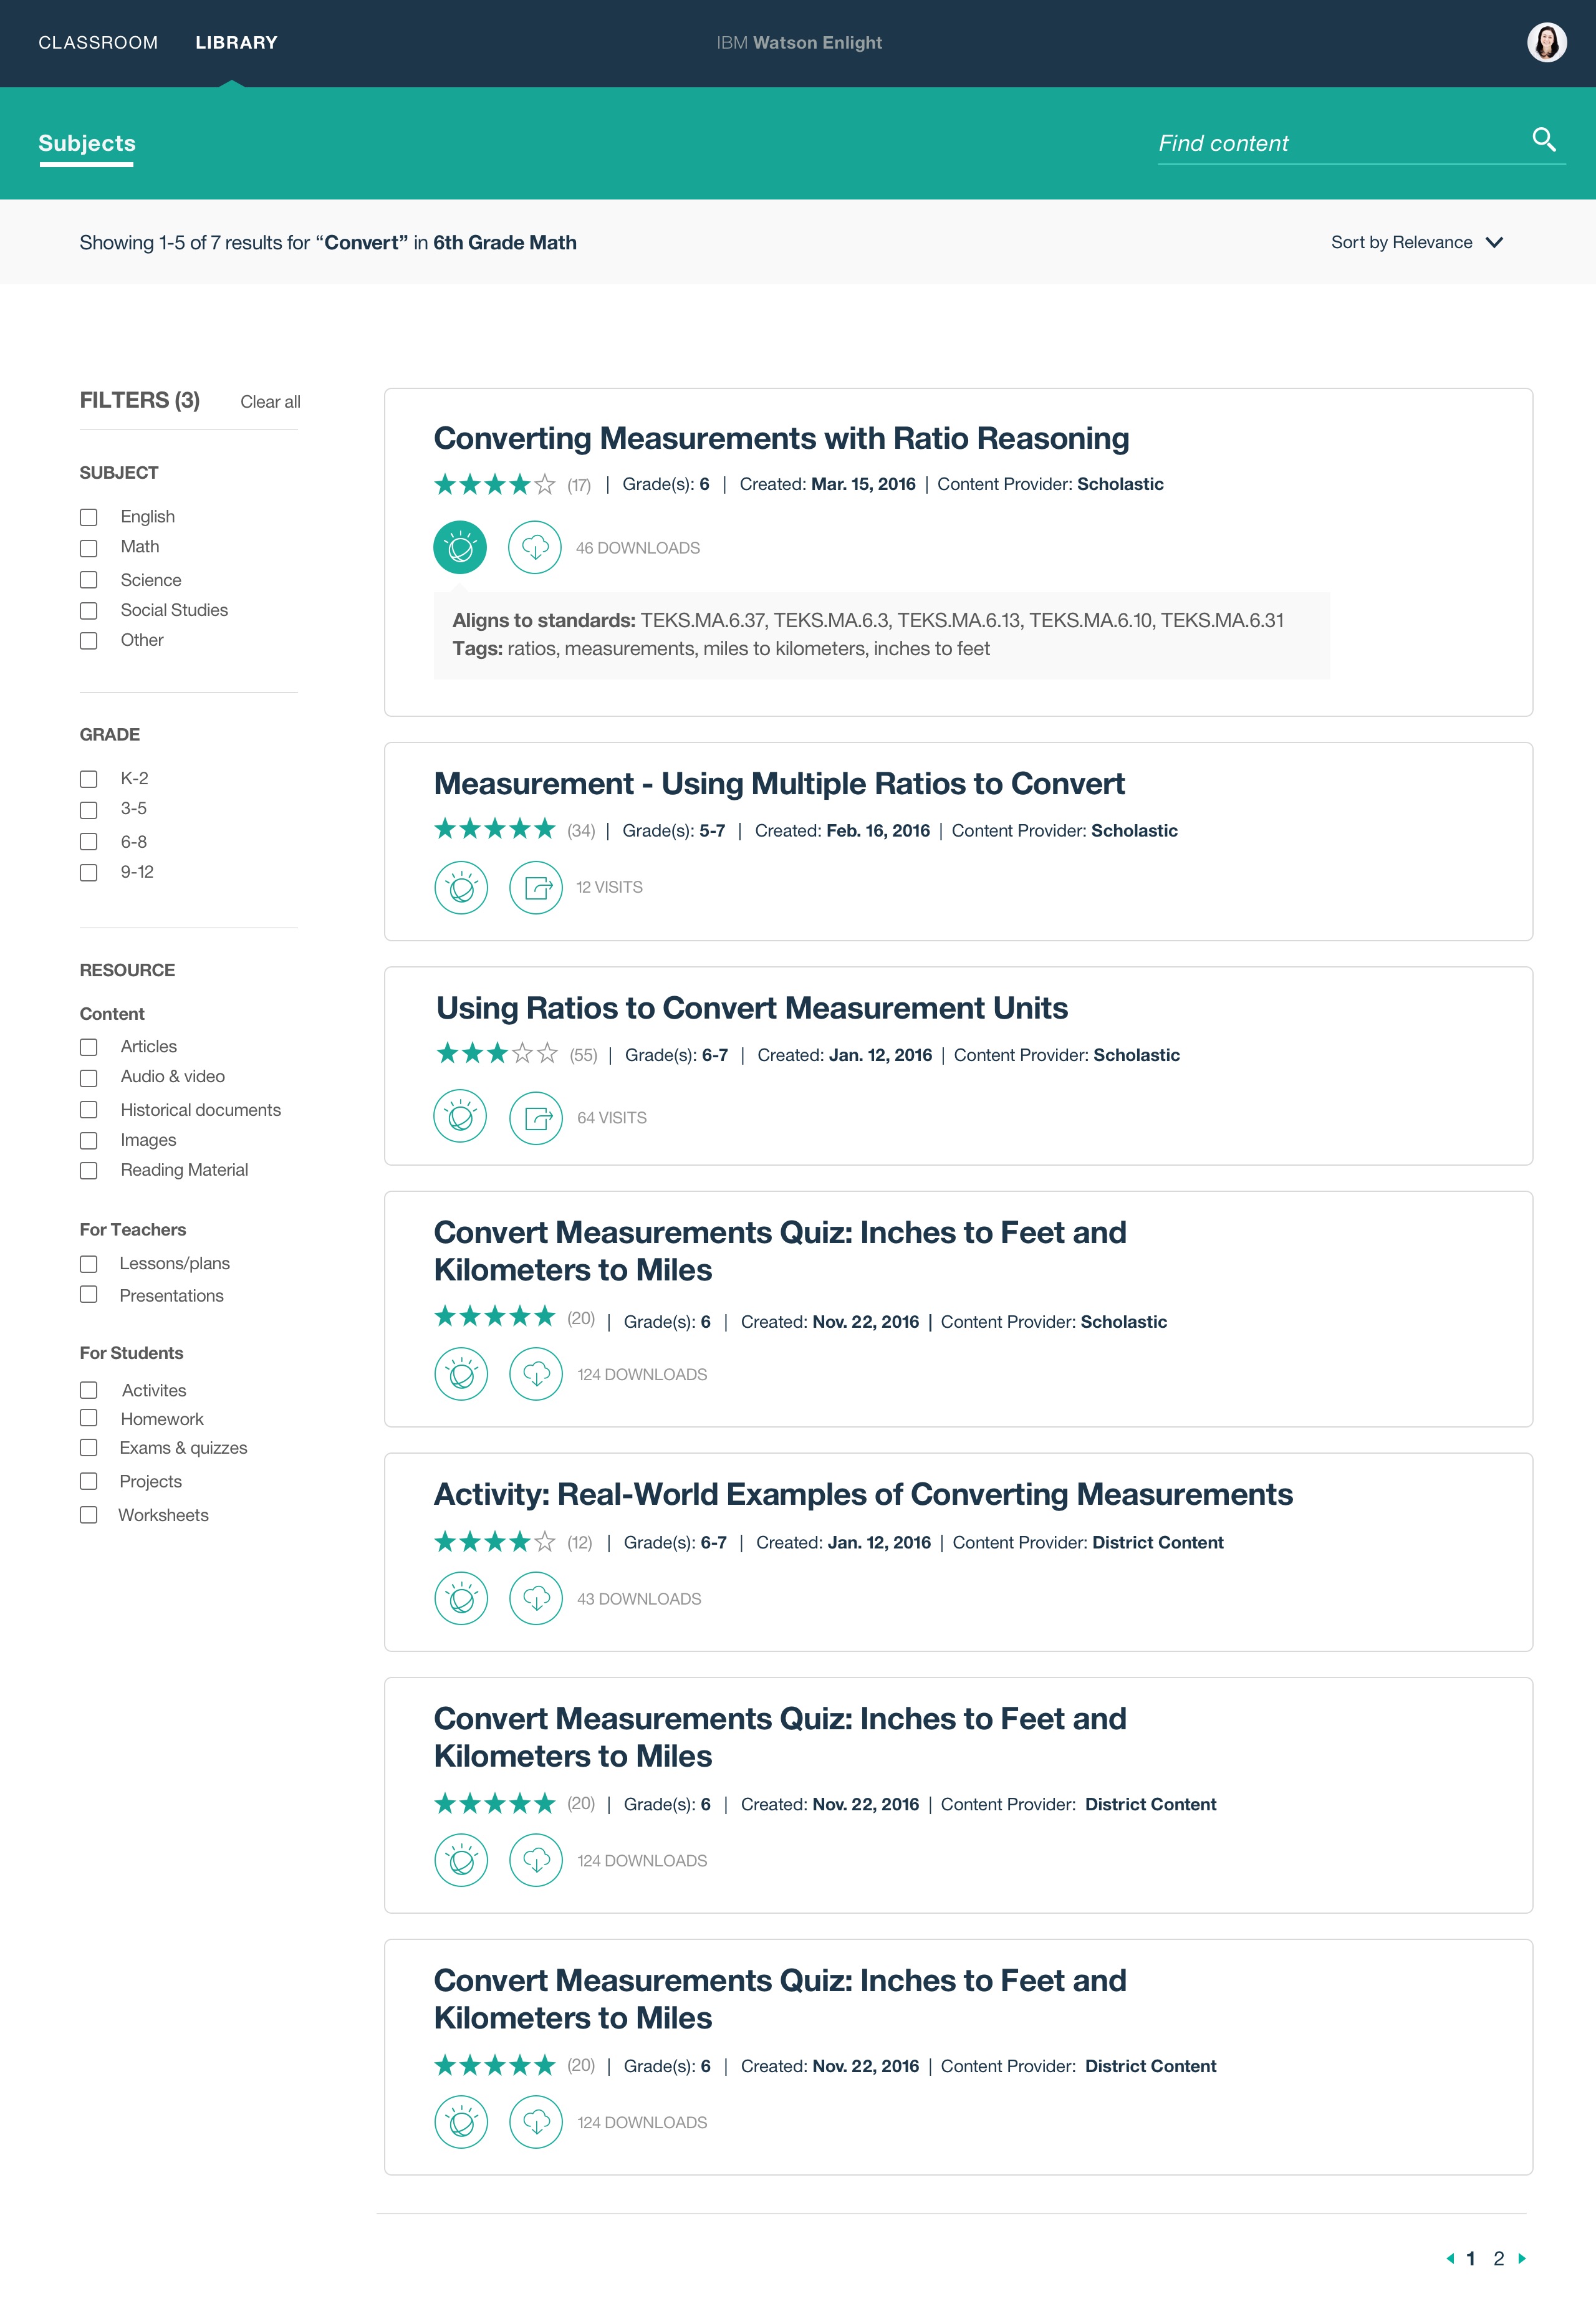 CLASSROOM LIBRARY IBM Watson Enlight
Subjects Find content
Showing 1-5 of 7 results for “Convert” in 6th Grade Math Sort by Relevance
FILTERS (3) Clear all
SUBJECT
English
Math
Science
Social Studies
Other
GRADE
K-2
3-5
6-8
9-12
RESOURCE
Content
Articles
Audio & video
Historical documents
Images
Reading Material
For Teachers
Lessons/plans
Presentations
For Students
Activites
Homework
Exams & quizzes
Projects
Worksheets
Converting Measurements with Ratio Reasoning
(17) | Grade(s): 6 | Created: Mar. 15, 2016 | Content Provider: Scholastic
46 DOWNLOADS
Aligns to standards: TEKS.MA.6.37, TEKS.MA.6.3, TEKS.MA.6.13, TEKS.MA.6.10, TEKS.MA.6.31
Tags: ratios, measurements, miles to kilometers, inches to feet
Measurement - Using Multiple Ratios to Convert
(34) | Grade(s): 5-7 | Created: Feb. 16, 2016 | Content Provider: Scholastic
12 VISITS
Using Ratios to Convert Measurement Units
(55) | Grade(s): 6-7 | Created: Jan. 12, 2016 | Content Provider: Scholastic
64 VISITS
Convert Measurements Quiz: Inches to Feet and
Kilometers to Miles
(20) | Grade(s): 6 | Created: Nov. 22, 2016 | Content Provider: Scholastic
124 DOWNLOADS
Activity: Real-World Examples of Converting Measurements
(12) | Grade(s): 6-7 | Created: Jan. 12, 2016 | Content Provider: District Content
43 DOWNLOADS
Convert Measurements Quiz: Inches to Feet and
Kilometers to Miles
(20) | Grade(s): 6 | Created: Nov. 22, 2016 | Content Provider: District Content
124 DOWNLOADS
Convert Measurements Quiz: Inches to Feet and
Kilometers to Miles
(20) | Grade(s): 6 | Created: Nov. 22, 2016 | Content Provider: District Content
124 DOWNLOADS
1 2